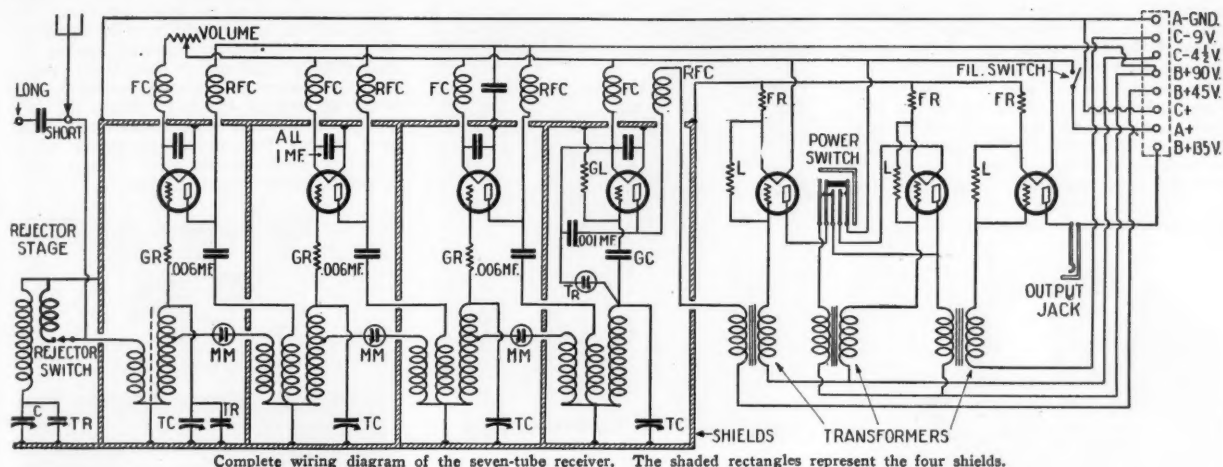 VOLUME
A-GND.
C-9V.
C-4½V.
B+90V.
B+45V.
C+
A+
B+135V.
FC
RFC
FC
RFC
FC
RFC
FC
RFC
FIL. SWITCH
LONG
SHORT
FR
FR
FR
ALL
1 MF
GL
POWER
SWITCH
L
L
L
REJECTOR
STAGE
GR
.006MF.
GR
.006MF.
GR
.006MF.
.001MF.
GC
TR
OUTPUT
JACK
REJECTOR
SWITCH
MM
MM
MM
C
TR
TC
TR
TC
TC
TC
SHIELDS
TRANSFORMERS
Complete wiring diagram of the seven-tube receiver. The shaded rectangles represent the four shields.